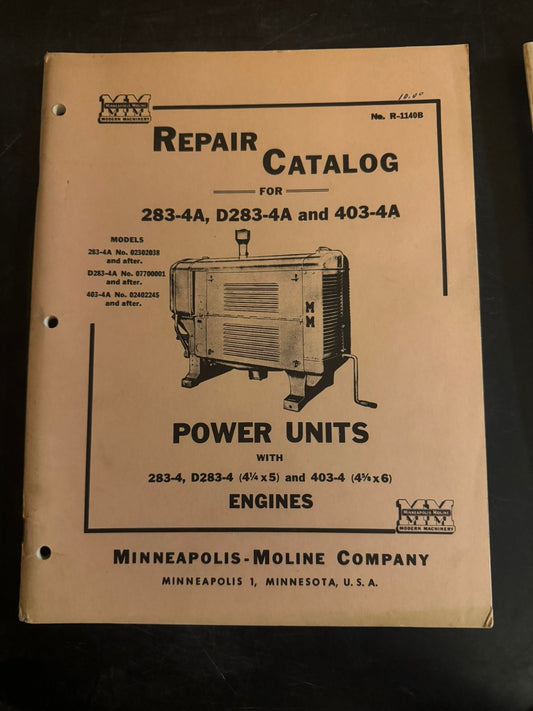 10.00
MM
MINNEAPOLIS MOLINE
MODERN MACHINERY
No. R-1140B
REPAIR
CATALOG
FOR
283-4A, D283-4A and 403-4A
MODELS
283-4A No. 02302038
and after.
D283-4A No. 07700001
and after.
403-4A No. 02402245
and after.
M
M
POWER UNITS
WITH
283-4, D283-4 (4¼ x 5) and 403-4 (4⅝ x 6)
ENGINES
MM
MINNEAPOLIS-MOLINE
MODERN MACHINERY
MINNEAPOLIS-MOLINE COMPANY
MINNEAPOLIS 1, MINNESOTA, U. S. A.